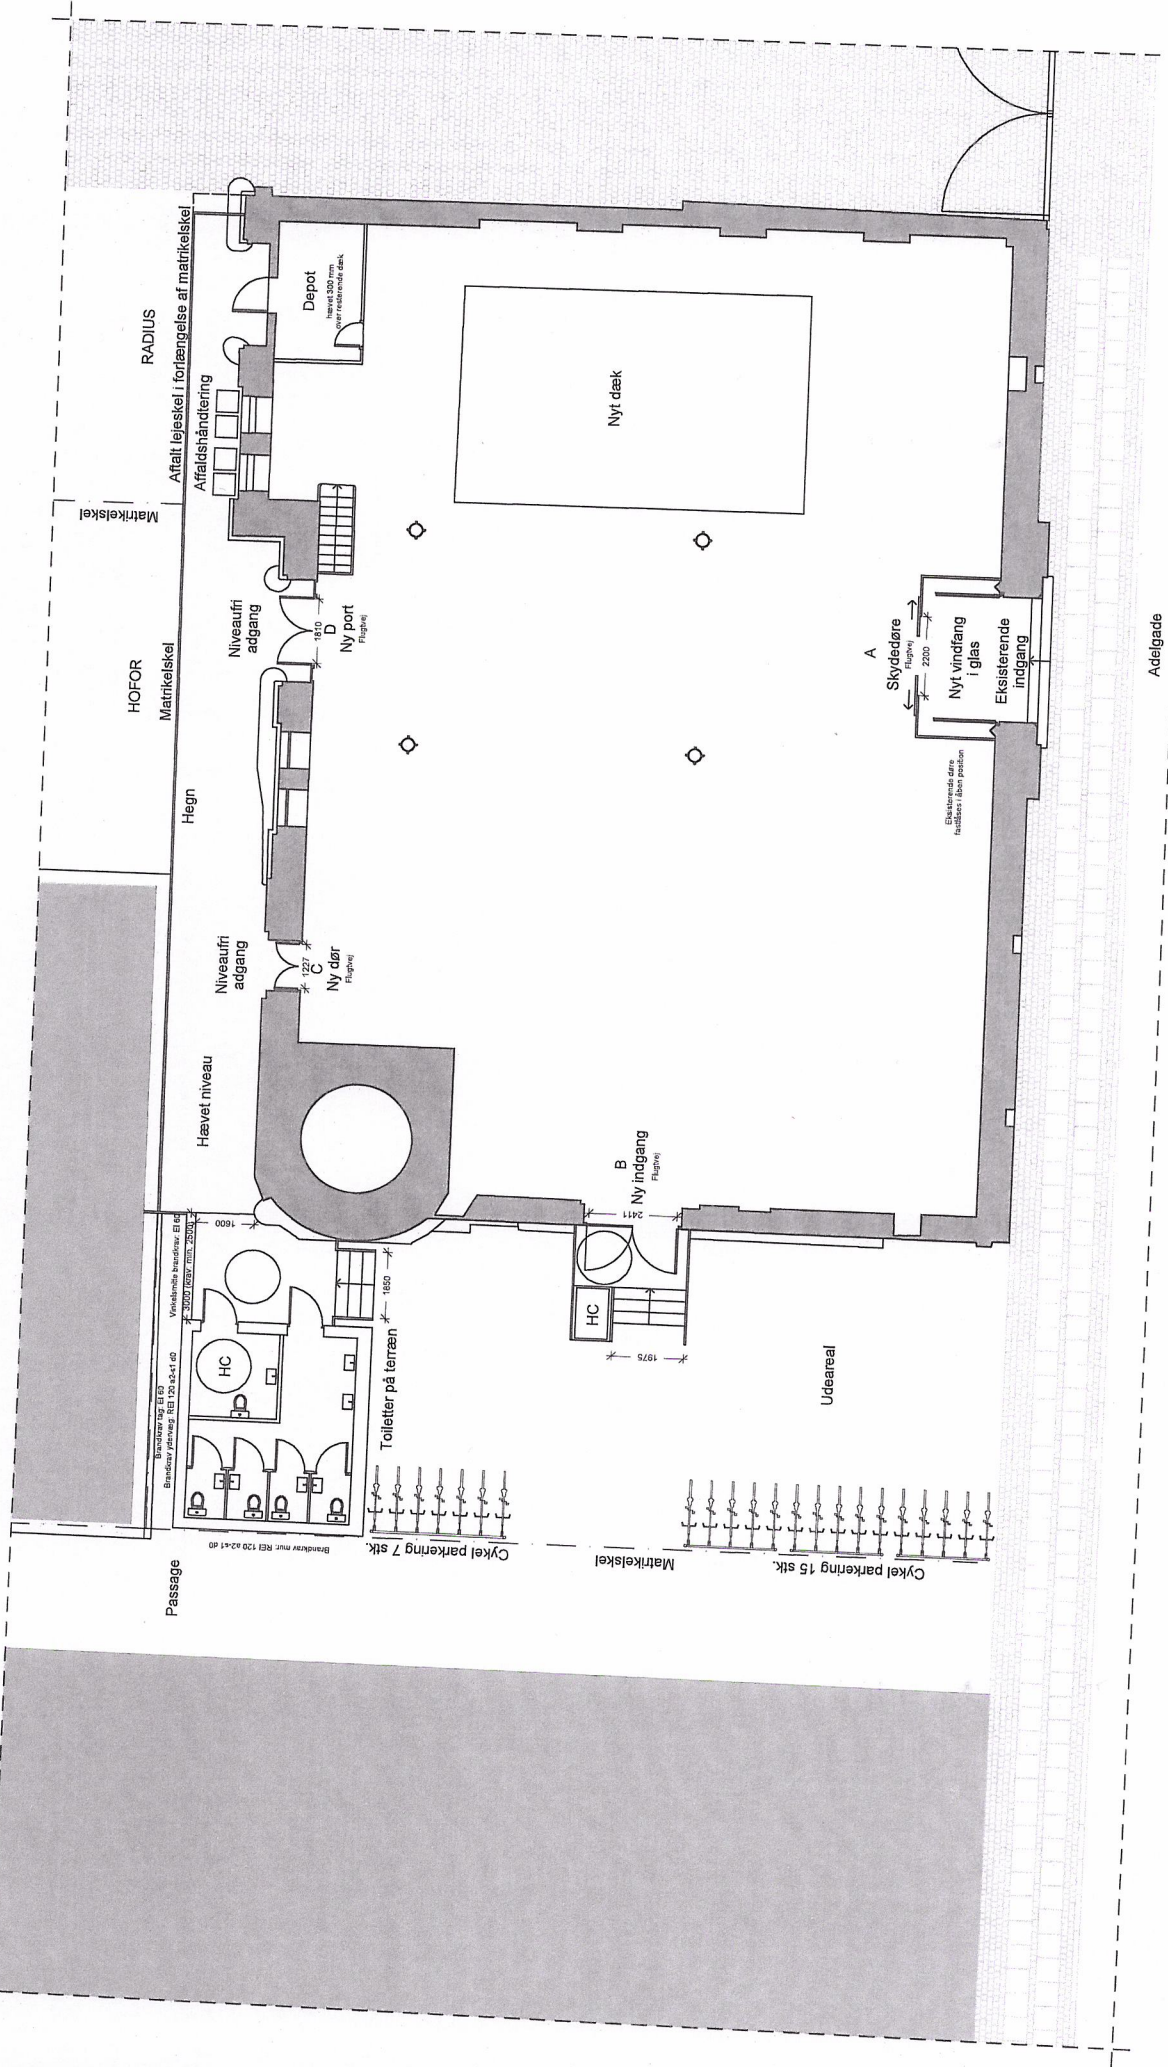 RADIUS
Aftalt lejeskel i forlængelse af matrikelskel
Affaldshåndtering
Depot
hævet 300 mm
over resterende dæk
Matrikelskel
HOFOR
Matrikelskel
Hegn
Niveaufri
adgang
1810
D
Ny port
Flugtvej
Nyt dæk
A
Skydedøre
Flugtvej
2200
Nyt vindfang
i glas
Eksisterende
indgang
Eksisterende døre
fastlåses i åben position
Adelgade
Niveaufri
adgang
1227
C
Ny dør
Flugtvej
Hævet niveau
B
Ny indgang
Flugtvej
2411
1600
Vinkelsmitte brandkrav: EI 60
3000 (krav min. 2500)
1850
HC
1975
HC
Brandkrav tag: EI 60
Brandkrav ydervæg: REI 120 a2-s1 d0
Toiletter på terræn
Udeareal
Brandkrav mur: REI 120 a2-s1 d0
Cykel parkering 7 stk.
Matrikelskel
Cykel parkering 15 stk.
Passage